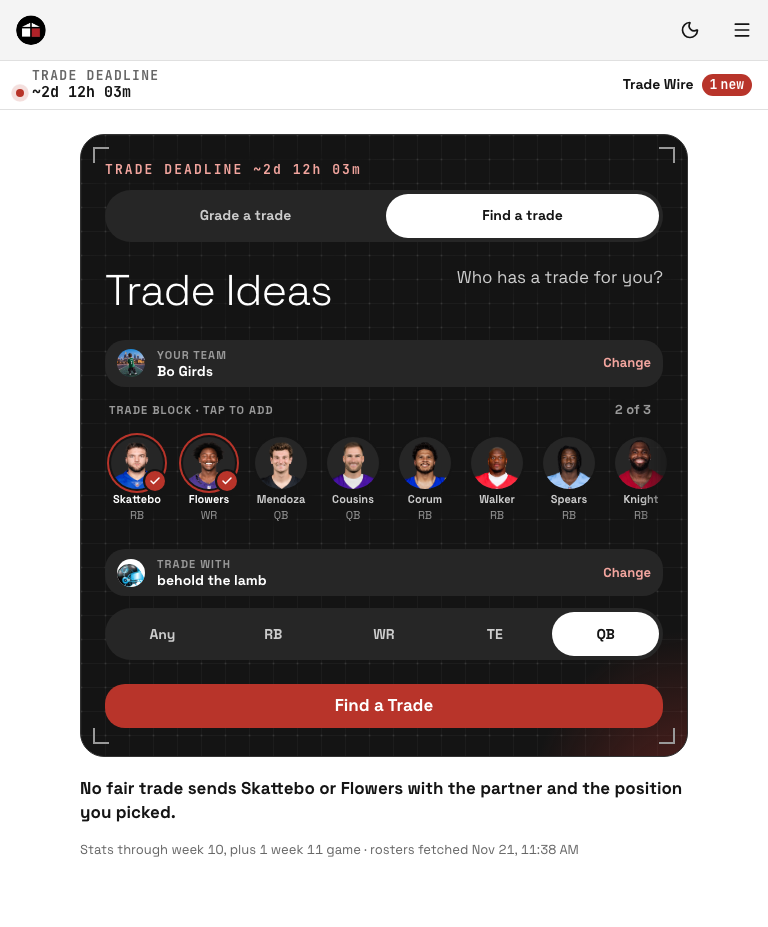 TRADE DEADLINE
~2d 12h 03m
Trade Wire 1 new
TRADE DEADLINE ~2d 12h 03m
Grade a trade Find a trade
Trade Ideas
Who has a trade for you?
YOUR TEAM
Bo Girds
Change
TRADE BLOCK · TAP TO ADD 2 of 3
Skattebo Flowers Mendoza Cousins Corum Walker Spears Knight
RB WR QB QB RB RB RB RB
TRADE WITH
behold the lamb
Change
Any RB WR TE QB
Find a Trade
No fair trade sends Skattebo or Flowers with the partner and the position
you picked.
Stats through week 10, plus 1 week 11 game · rosters fetched Nov 21, 11:38 AM